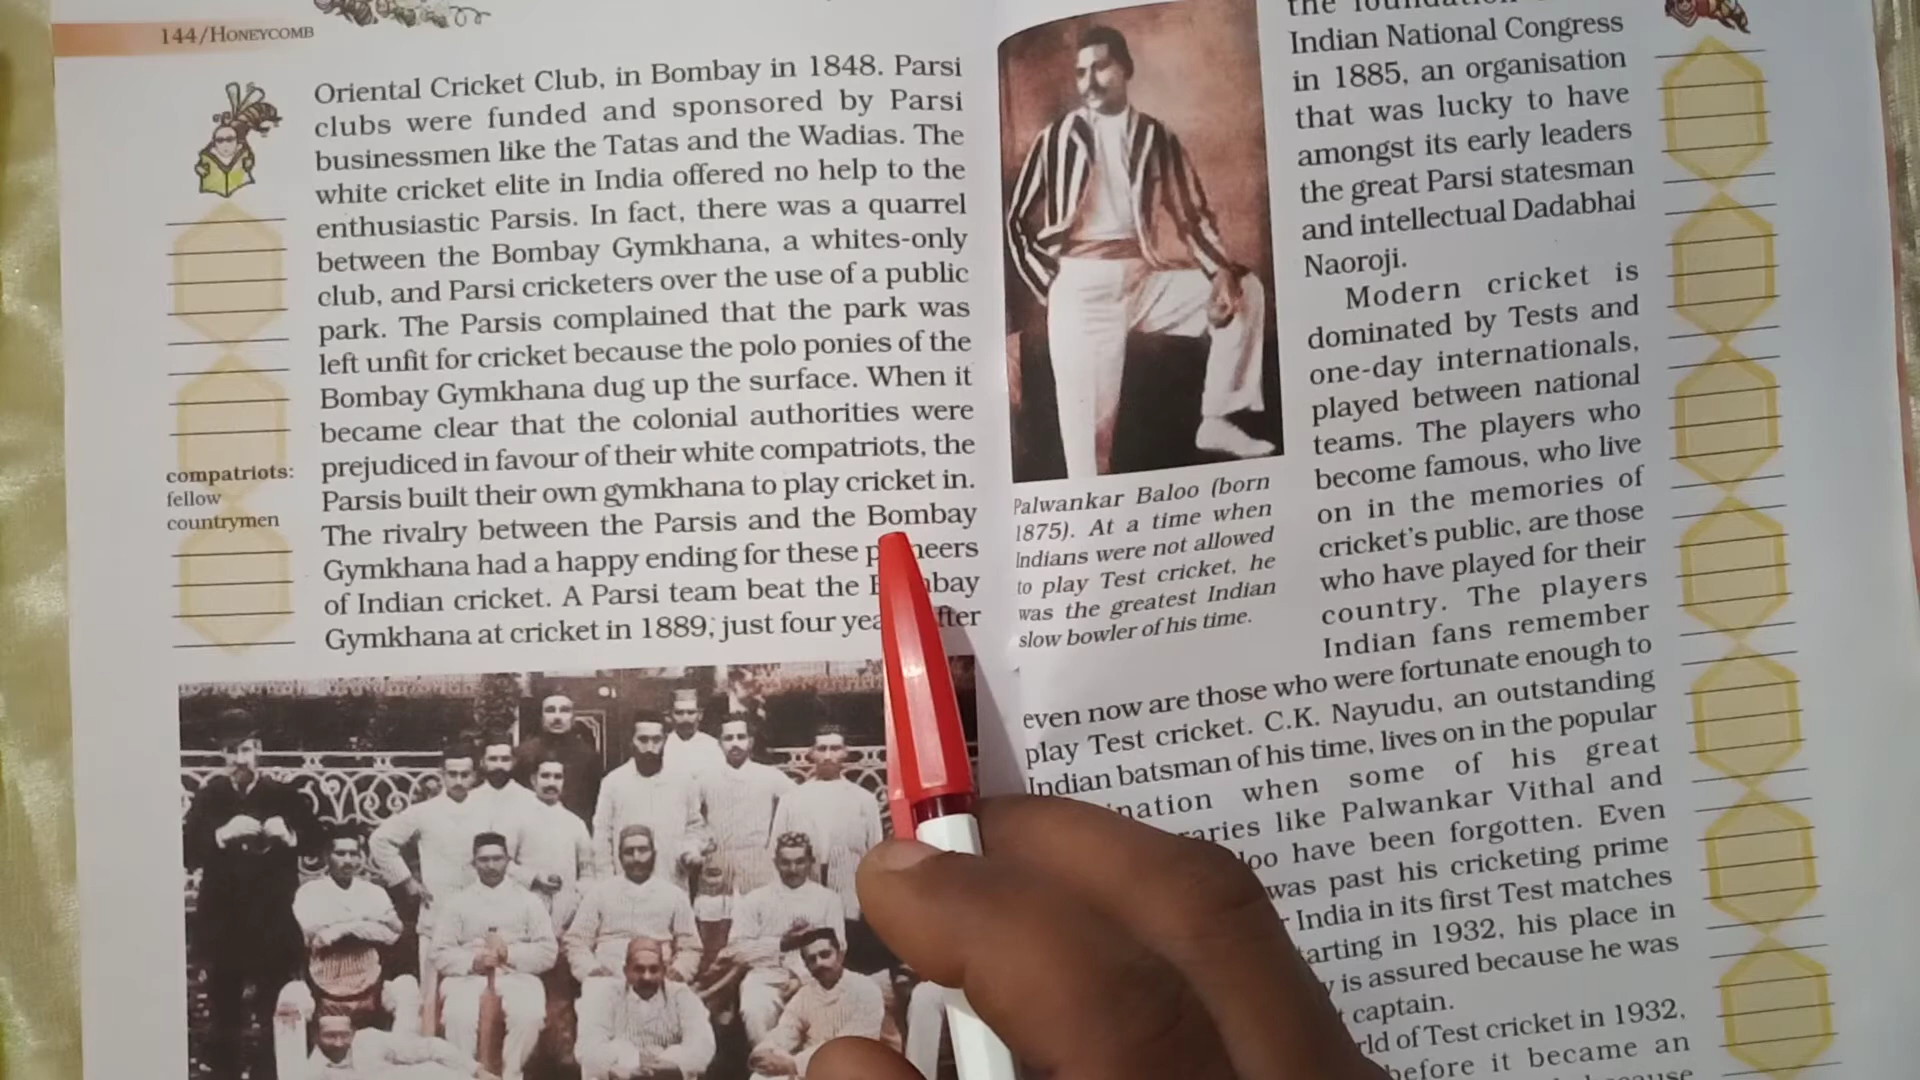 144/HONEYCOMB
Oriental Cricket Club, in Bombay in 1848. Parsi
clubs were funded and sponsored by Parsi
businessmen like the Tatas and the Wadias. The
white cricket elite in India offered no help to the
enthusiastic Parsis. In fact, there was a quarrel
between the Bombay Gymkhana, a whites-only
club, and Parsi cricketers over the use of a public
park. The Parsis complained that the park was
left unfit for cricket because the polo ponies of the
Bombay Gymkhana dug up the surface. When it
became clear that the colonial authorities were
prejudiced in favour of their white compatriots, the
Parsis built their own gymkhana to play cricket in.
The rivalry between the Parsis and the Bombay
Gymkhana had a happy ending for these
of Indian cricket. A Parsi team beat the
Gymkhana at cricket in 1889, just four
compatriots:
fellow
countrymen
Palwankar Baloo (born
1875). At a time when
Indians were not allowed
to play Test cricket, he
was the greatest Indian
slow bowler of his time.
the
Indian National Congress
in 1885, an organisation
that was lucky to have
amongst its early leaders
the great Parsi statesman
and intellectual Dadabhai
Naoroji.
Modern cricket is
dominated by Tests and
one-day internationals,
played between national
teams. The players who
become famous, who live
on in the memories of
cricket's public, are those
who have played for their
country. The players
Indian fans remember
even now are those who were fortunate enough to
play Test cricket. C.K. Nayudu, an outstanding
Indian batsman of his time, lives on in the popular
when some of his great
like Palwankar Vithal and
have been forgotten. Even
was past his cricketing prime
India in its first Test matches
in 1932, his place in
is assured because he was
captain.
of Test cricket in 1932,
before it became an